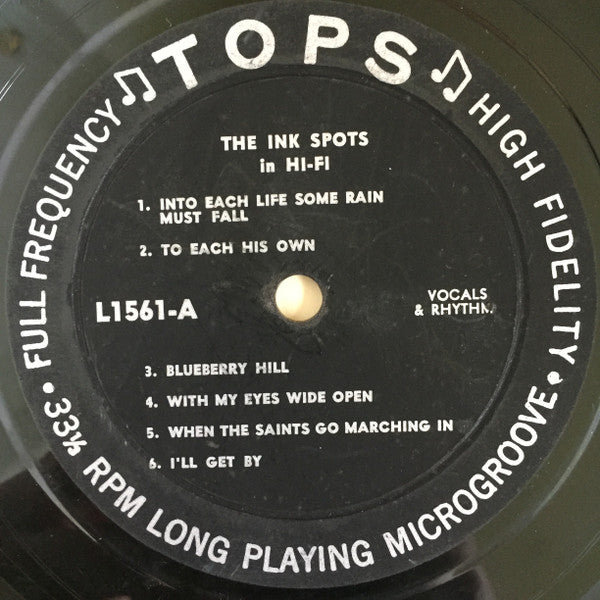 TOPS
FULL FREQUENCY
HIGH FIDELITY
THE INK SPOTS
in HI-FI
1. INTO EACH LIFE SOME RAIN
MUST FALL
2. TO EACH HIS OWN
L1561-A
VOCALS
& RHYTHM
3. BLUEBERRY HILL
4. WITH MY EYES WIDE OPEN
5. WHEN THE SAINTS GO MARCHING IN
6. I'LL GET BY
• 33⅓ RPM LONG PLAYING MICROGROOVE •